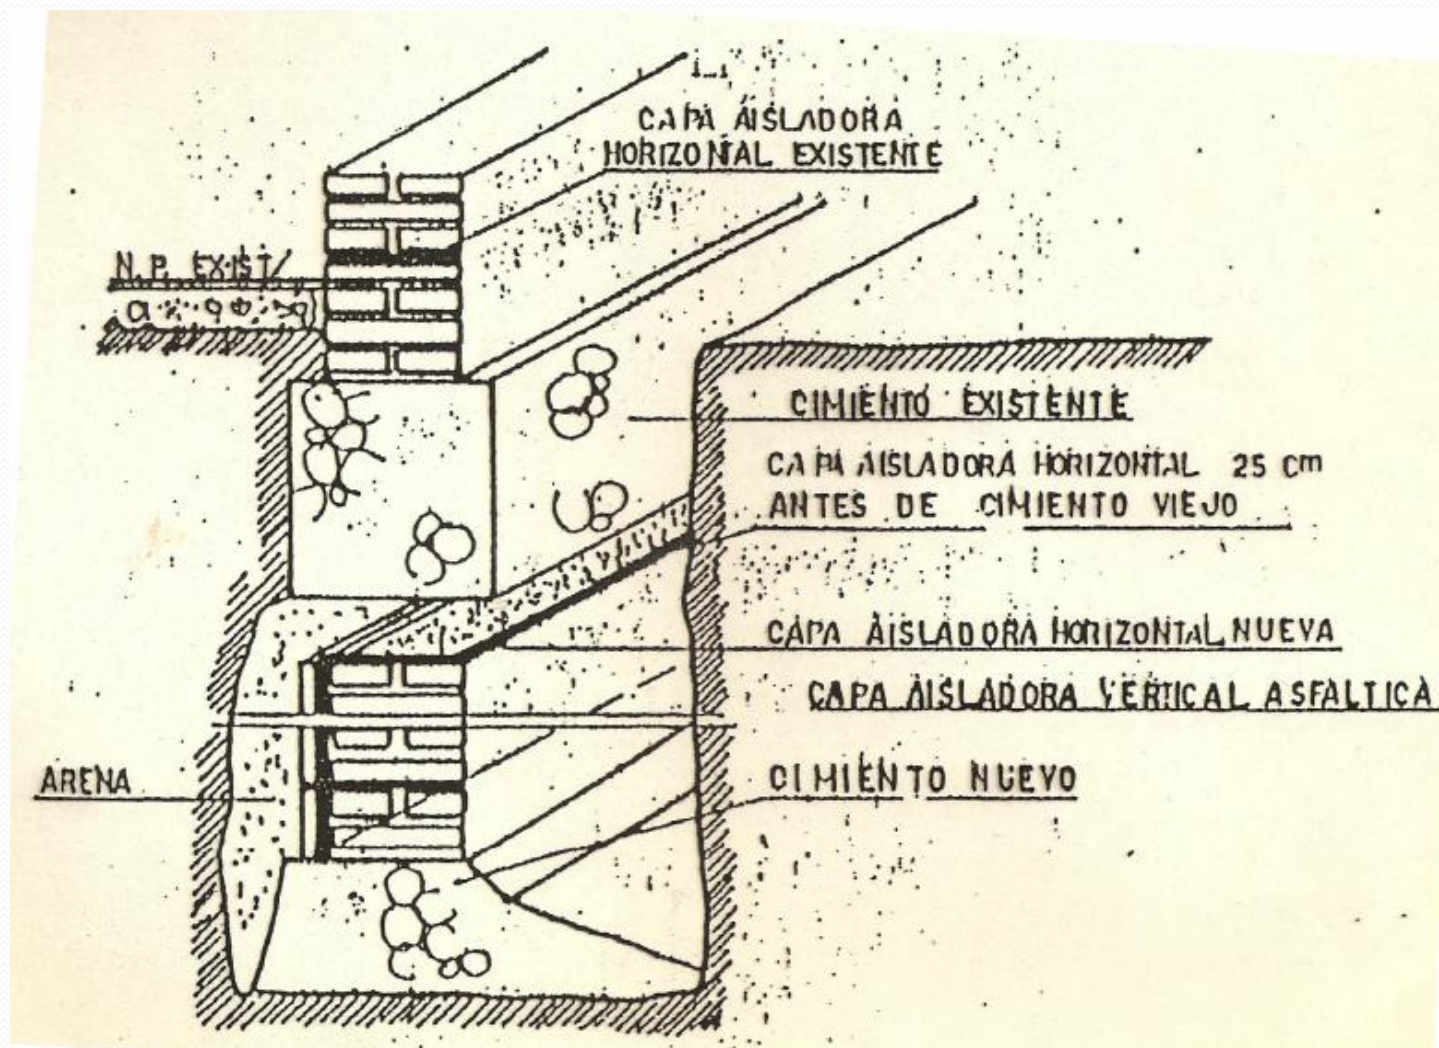 CAPA AISLADORA
HORIZONTAL EXISTENTE
N.P. EXIST/
CIMIENTO EXISTENTE
CAPA AISLADORA HORIZONTAL 25 cm
ANTES DE CIMIENTO VIEJO
CAPA AISLADORA HORIZONTAL NUEVA
CAPA AISLADORA VERTICAL ASFALTICA
ARENA
CIMIENTO NUEVO